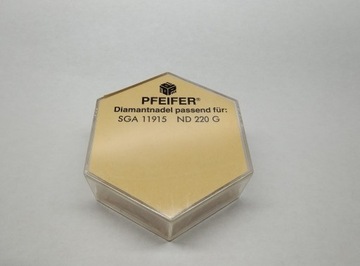 PFEIFER®
Diamantnadel passend für:
SGA 11915 ND 220 G